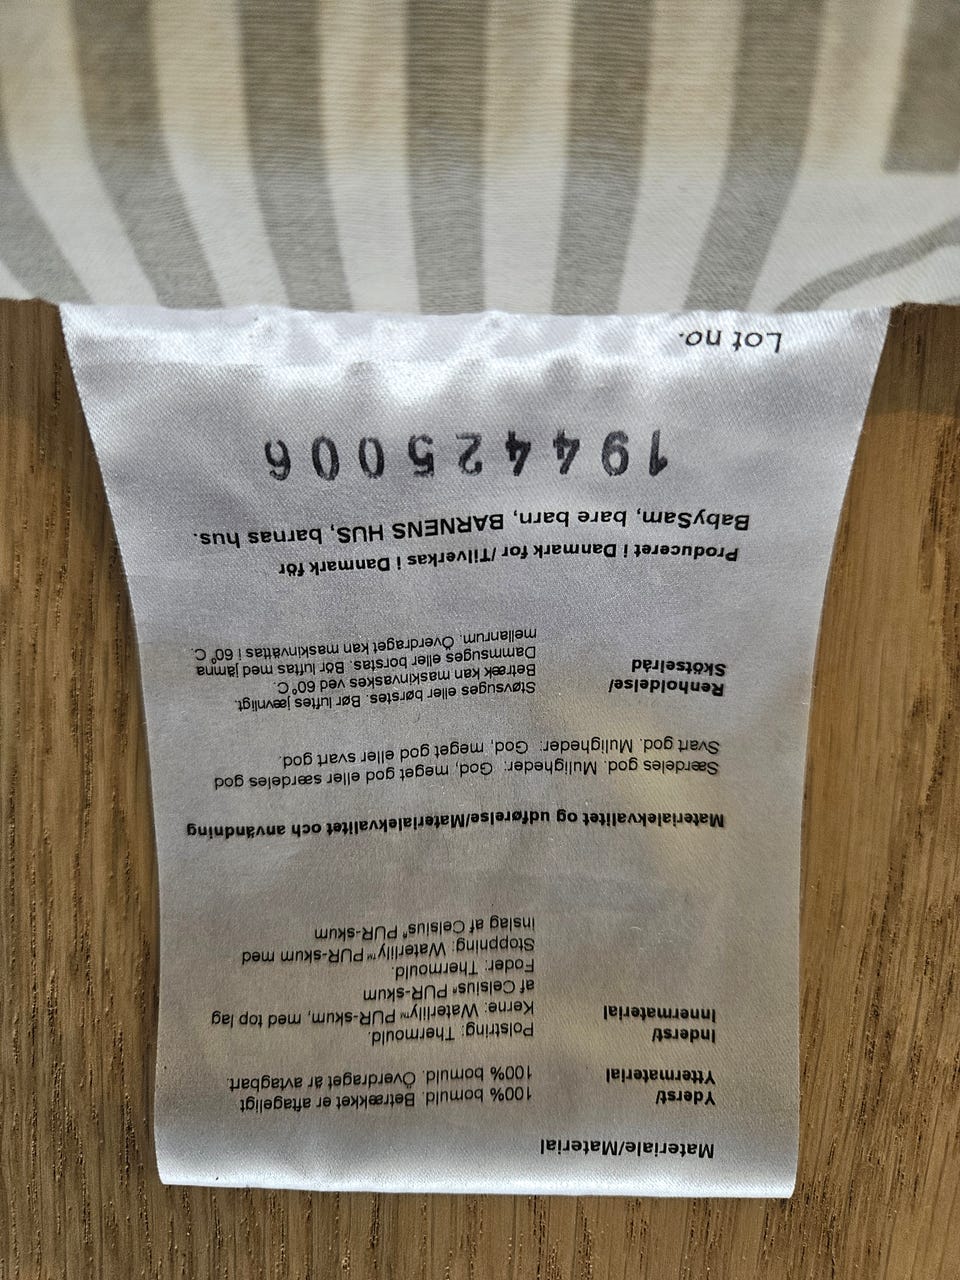 Materiale/Material
Yderst/ 100% bomuld. Betrækket er aftageligt
Yttermaterial 100% bomuld. Överdraget är avtagbart.
Inderst/ Polstring: Thermould.
Innermaterial Kerne: Waterlily™ PUR-skum, med top lag
af Celsius® PUR-skum
Foder: Thermould.
Stoppning: Waterlily™ PUR-skum med
inslag af Celsius® PUR-skum
Materialekvalitet og udførelse/Materialekvalitet och användning
Særdeles god. Muligheder: God, meget god eller særdeles god
Svart god. Muligheder: God, meget god eller svart god.
Renholdelse/ Støvsuges eller børstes. Bør luftes jævnligt.
Skötselråd Betræk kan maskinvaskes ved 60°C.
Dammsuges eller borstas. Bör luftas med jämna
mellanrum. Överdraget kan maskinvättas i 60°C.
Produceret i Danmark for/Tilverkas i Danmark för
BabySam, bare barn, BARNENS HUS, barnas hus.
194425006
Lot no.